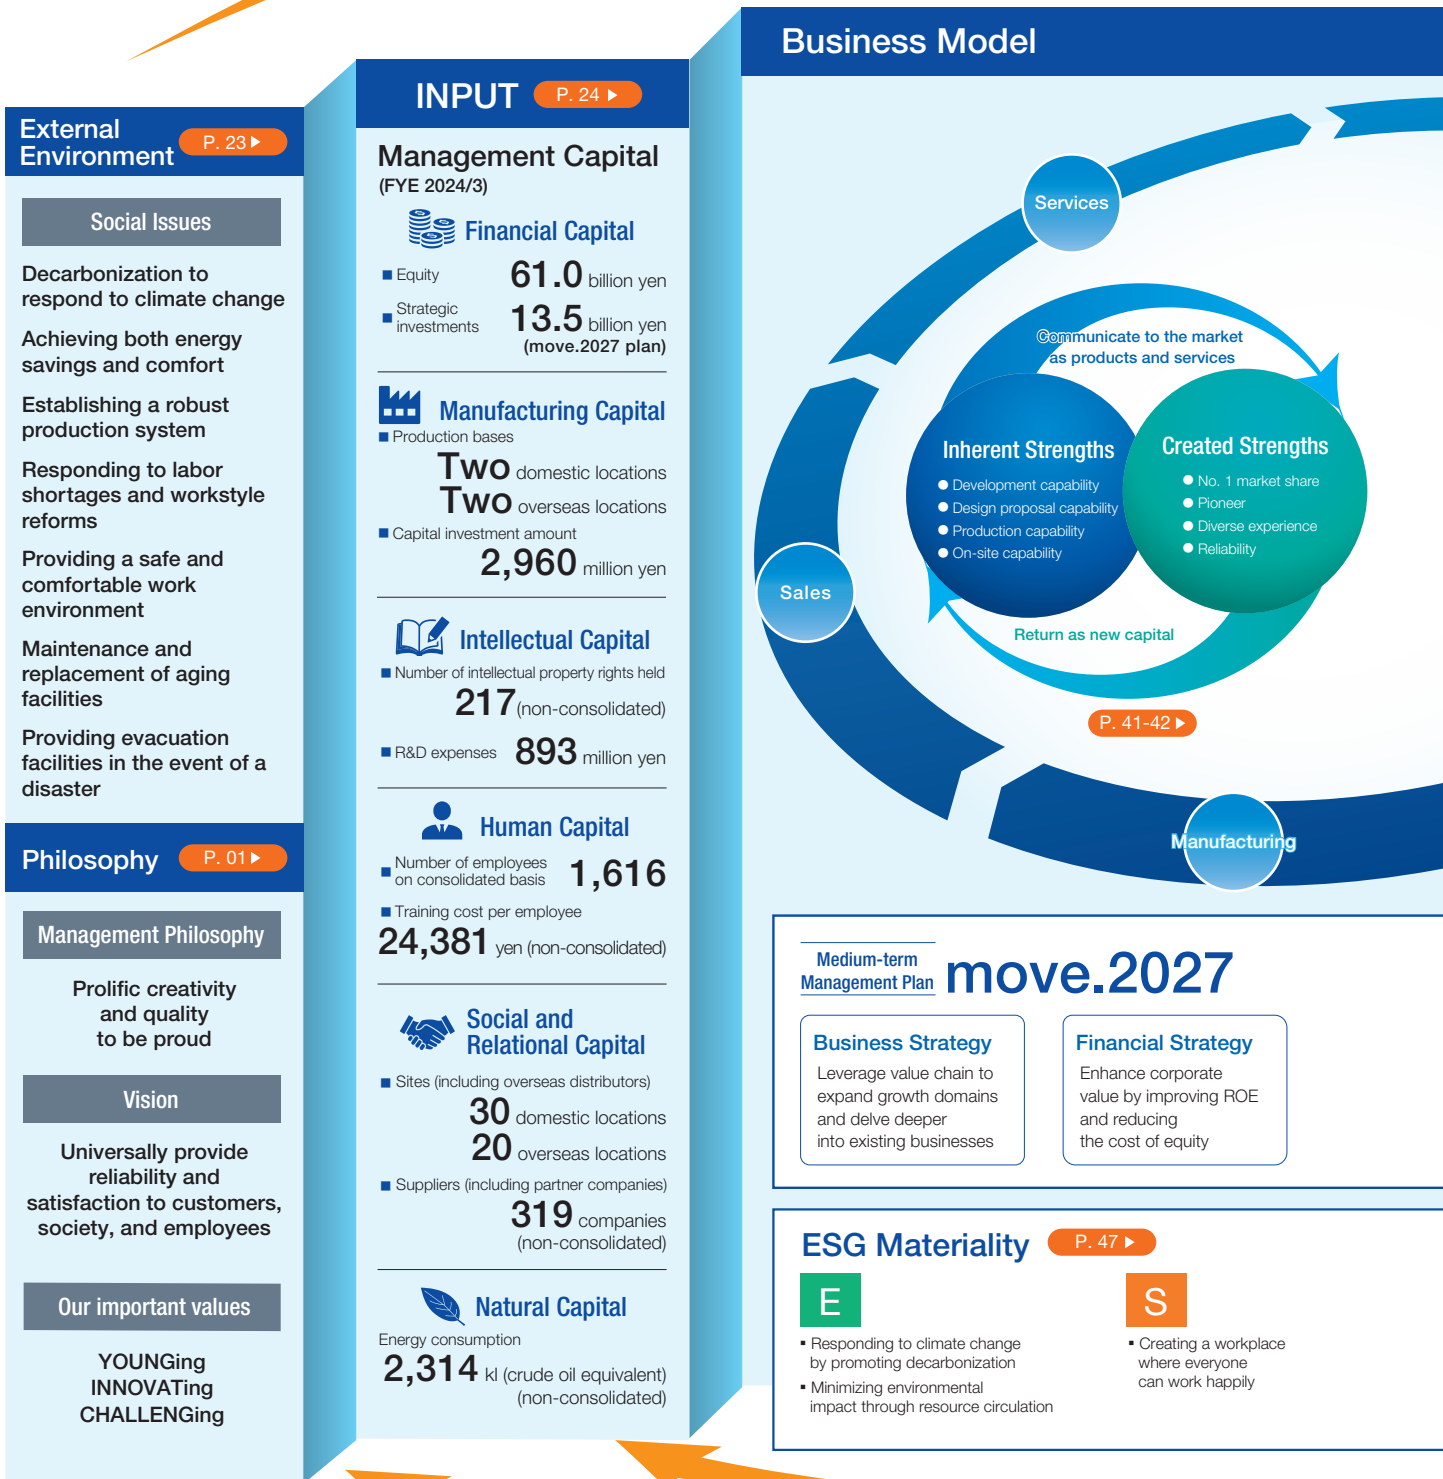 External
Environment
P. 23
Social Issues
Decarbonization to
respond to climate change
Achieving both energy
savings and comfort
Establishing a robust
production system
Responding to labor
shortages and workstyle
reforms
Providing a safe and
comfortable work
environment
Maintenance and
replacement of aging
facilities
Providing evacuation
facilities in the event of a
disaster
Philosophy
P. 01
Management Philosophy
Prolific creativity
and quality
to be proud
Vision
Universally provide
reliability and
satisfaction to customers,
society, and employees
Our important values
YOUNGing
INNOVATing
CHALLENGing
INPUT P. 24
Management Capital
(FYE 2024/3)
Financial Capital
Equity 61.0 billion yen
Strategic
investments 13.5 billion yen
(move.2027 plan)
Manufacturing Capital
Production bases
Two domestic locations
Two overseas locations
Capital investment amount
2,960 million yen
Intellectual Capital
Number of intellectual property rights held
217 (non-consolidated)
R&D expenses 893 million yen
Human Capital
Number of employees
on consolidated basis 1,616
Training cost per employee
24,381 yen (non-consolidated)
Social and
Relational Capital
Sites (including overseas distributors)
30 domestic locations
20 overseas locations
Suppliers (including partner companies)
319 companies
(non-consolidated)
Natural Capital
Energy consumption
2,314 kl (crude oil equivalent)
(non-consolidated)
Business Model
Services
Communicate to the market
as products and services
Inherent Strengths
Development capability
Design proposal capability
Production capability
On-site capability
Created Strengths
No. 1 market share
Pioneer
Diverse experience
Reliability
Sales
Return as new capital
P. 41-42
Manufacturing
Medium-term
Management Plan
move.2027
Business Strategy
Leverage value chain to
expand growth domains
and delve deeper
into existing businesses
Financial Strategy
Enhance corporate
value by improving ROE
and reducing
the cost of equity
ESG Materiality P. 47
E
Responding to climate change
by promoting decarbonization
Minimizing environmental
impact through resource circulation
S
Creating a workplace
where everyone
can work happily